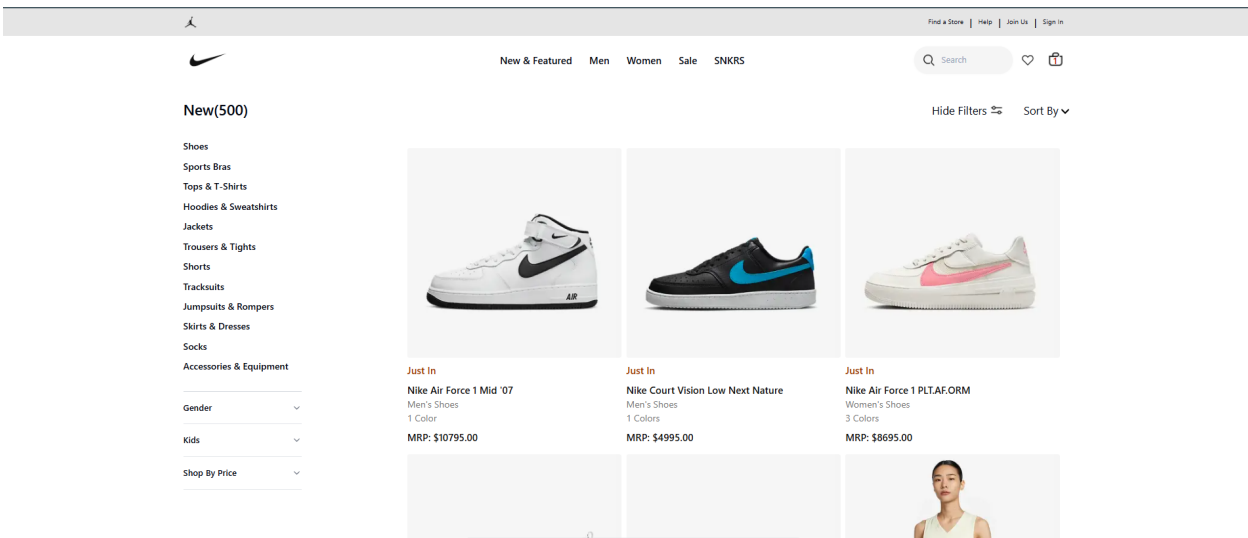 Find a Store | Help | Join Us | Sign In
New & Featured Men Women Sale SNKRS
Search
1
New(500)
Hide Filters
Sort By
Shoes
Sports Bras
Tops & T-Shirts
Hoodies & Sweatshirts
Jackets
Trousers & Tights
Shorts
Tracksuits
Jumpsuits & Rompers
Skirts & Dresses
Socks
Accessories & Equipment
Gender
Kids
Shop By Price
AIR
Just In
Nike Air Force 1 Mid '07
Men's Shoes
1 Color
MRP: $10795.00
Just In
Nike Court Vision Low Next Nature
Men's Shoes
1 Colors
MRP: $4995.00
Just In
Nike Air Force 1 PLT.AF.ORM
Women's Shoes
3 Colors
MRP: $8695.00